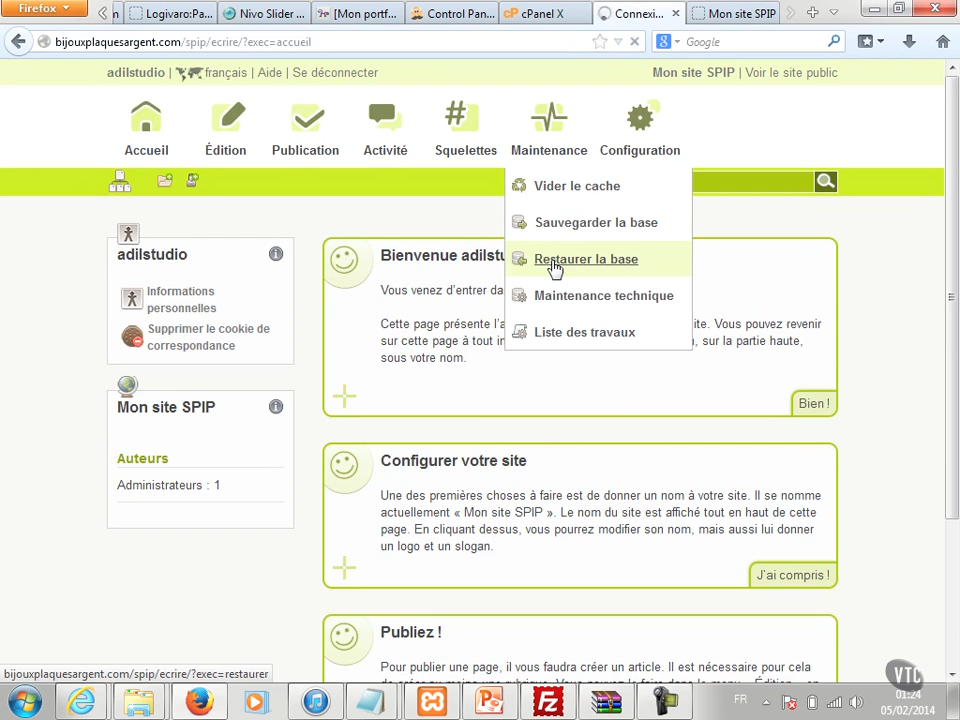 Firefox
Logivaro:Pa...
Nivo Slider ...
[Mon portf...
Control Pan...
cPanel X
Connexi...
Mon site SPIP
bijouxplaquesargent.com/spip/ecrire/?exec=accueil
Google
adilstudio | français | Aide | Se déconnecter
Mon site SPIP | Voir le site public
Accueil
Édition
Publication
Activité
Squelettes
Maintenance
Configuration
Vider le cache
Sauvegarder la base
Restaurer la base
Maintenance technique
Liste des travaux
adilstudio
Informations
personnelles
Supprimer le cookie de
correspondance
Mon site SPIP
Auteurs
Administrateurs : 1
Bienvenue adilstu
Vous venez d'entrer da
Cette page présente l'a
ite. Vous pouvez revenir
sur cette page à tout in
, sur la partie haute,
sous votre nom.
Bien !
Configurer votre site
Une des premières choses à faire est de donner un nom à votre site. Il se nomme
actuellement « Mon site SPIP ». Le nom du site est affiché tout en haut de cette
page. En cliquant dessus, vous pourrez modifier son nom, mais aussi lui donner
un logo et un slogan.
J'ai compris !
Publiez !
Pour publier une page, il vous faudra créer un article. Il est nécessaire pour cela
bijouxplaquesargent.com/spip/ecrire/?exec=restaurer
FR
VTC
01:24
05/02/2014